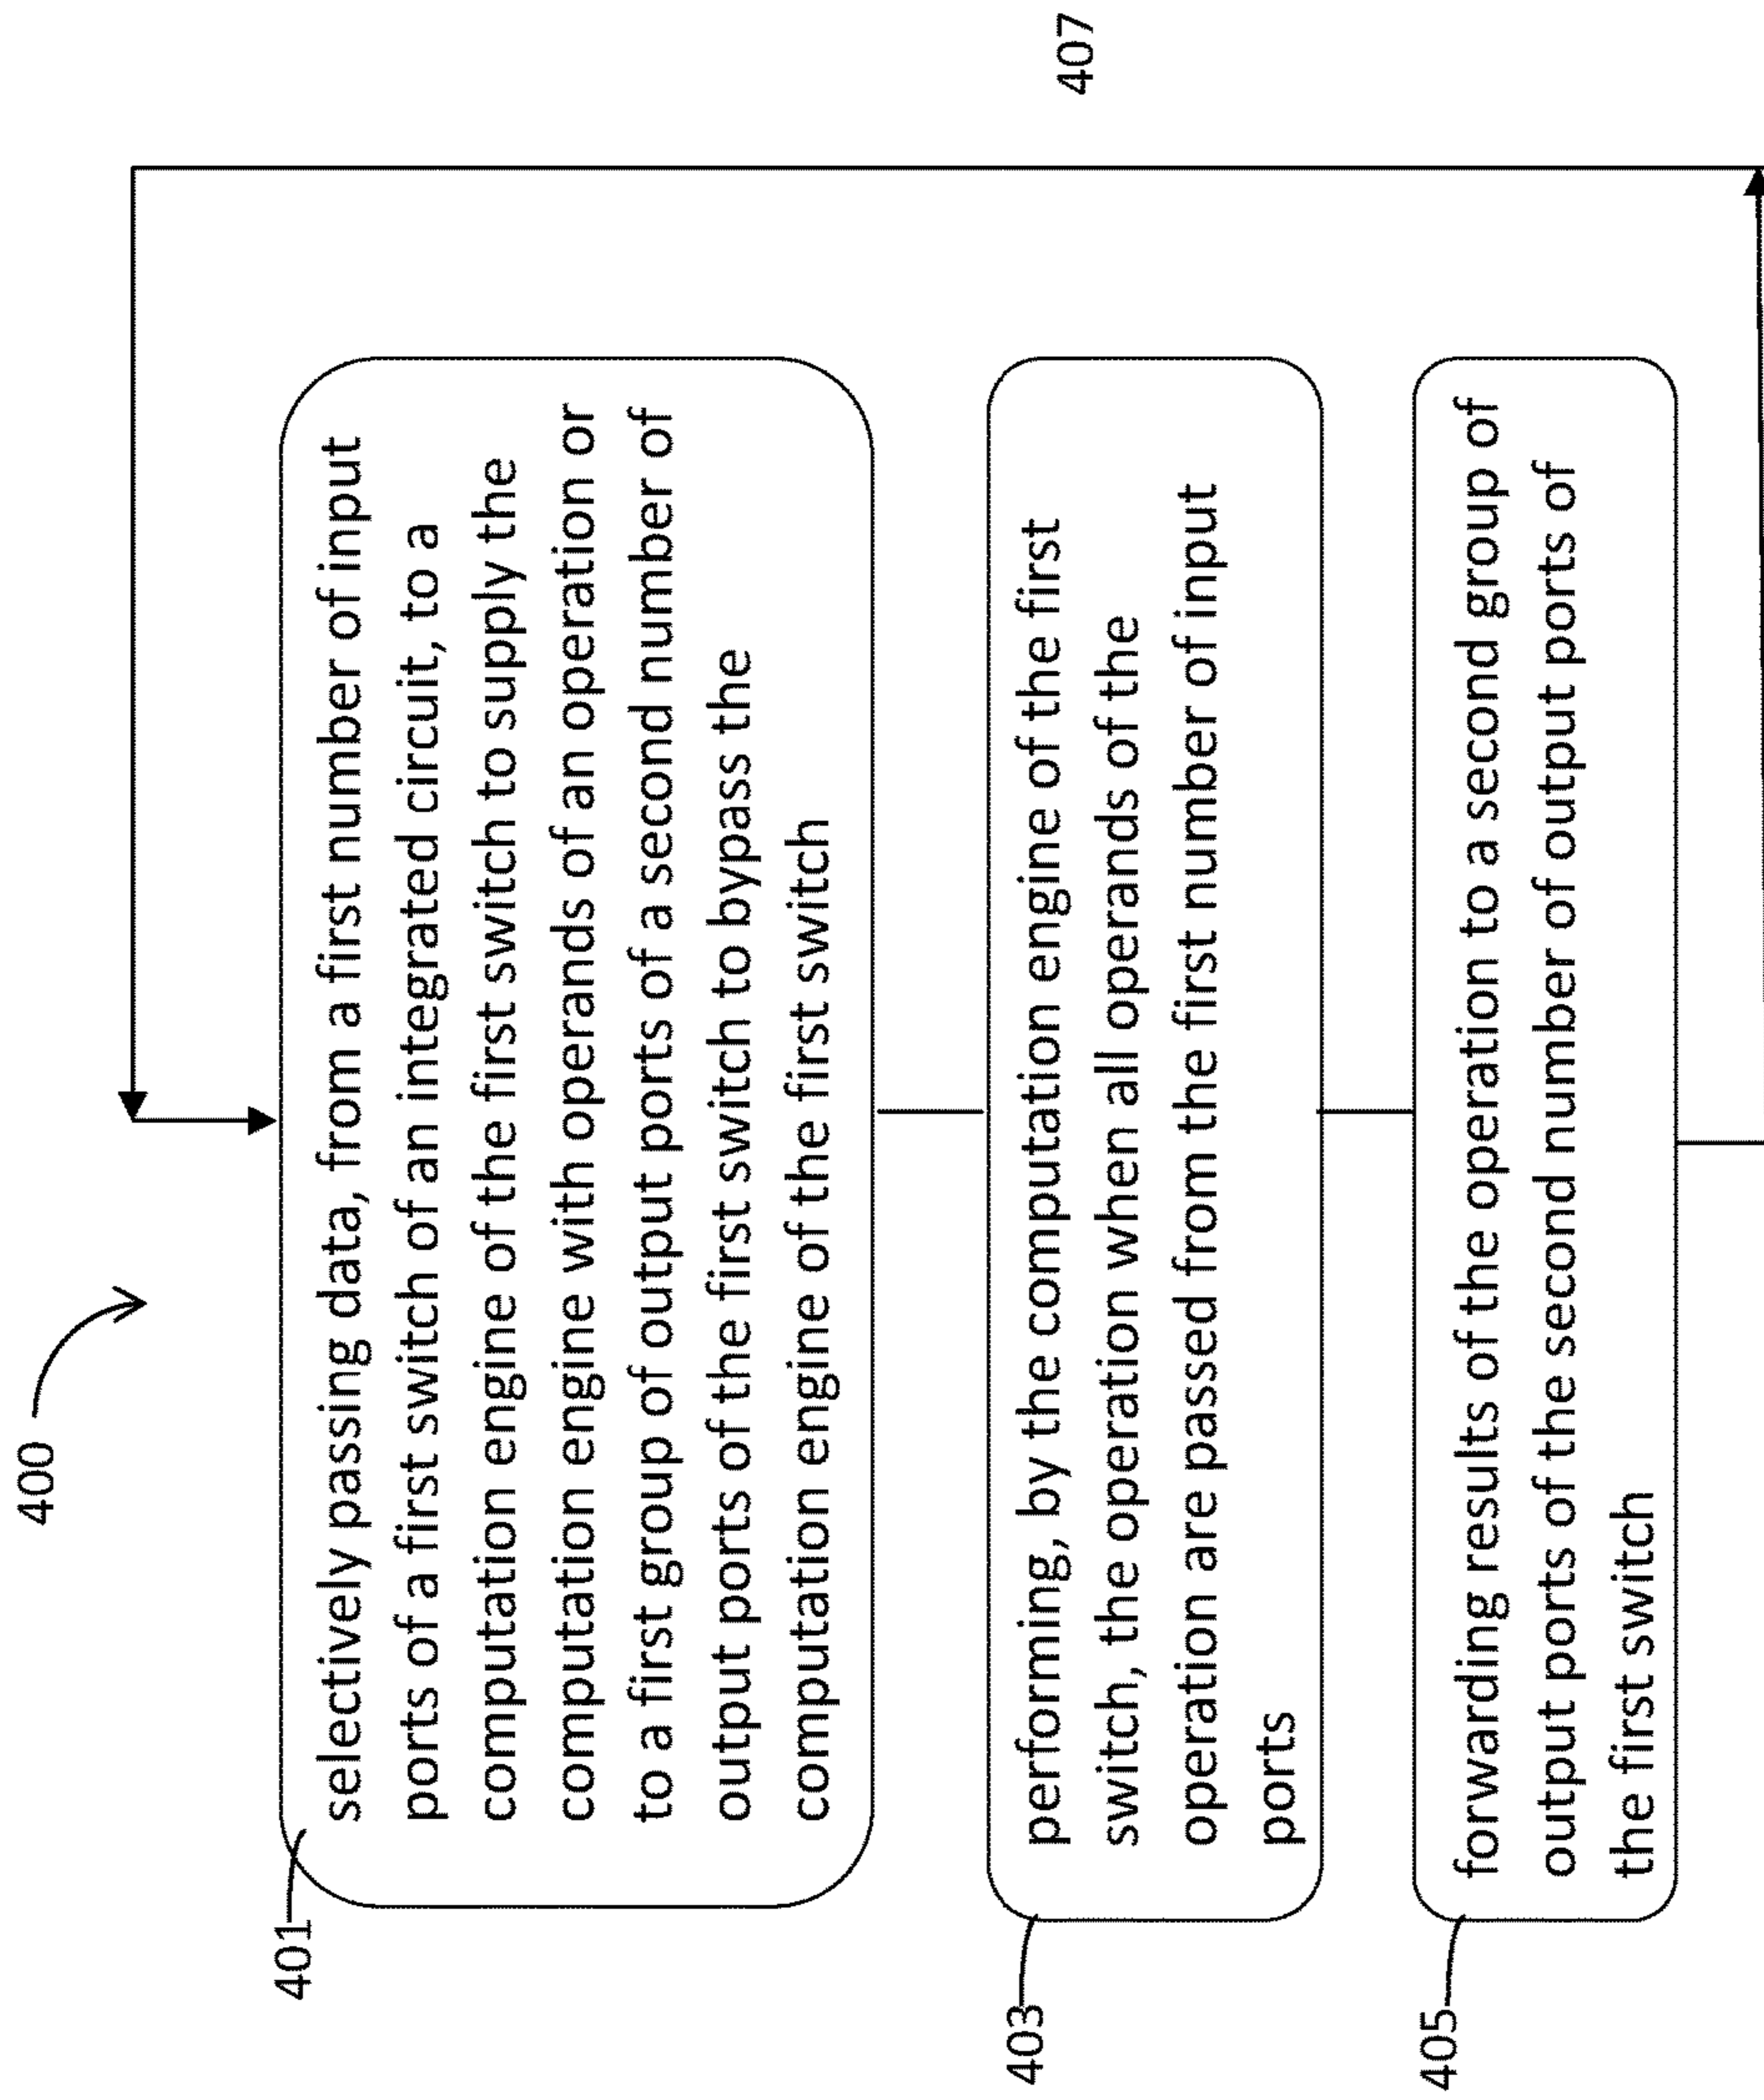 400
401
selectively passing data, from a first number of input
ports of a first switch of an integrated circuit, to a
computation engine of the first switch to supply the
computation engine with operands of an operation or
to a first group of output ports of a second number of
output ports of the first switch to bypass the
computation engine of the first switch
403
performing, by the computation engine of the first
switch, the operation when all operands of the
operation are passed from the first number of input
ports
405
forwarding results of the operation to a second group of
output ports of the second number of output ports of
the first switch
407